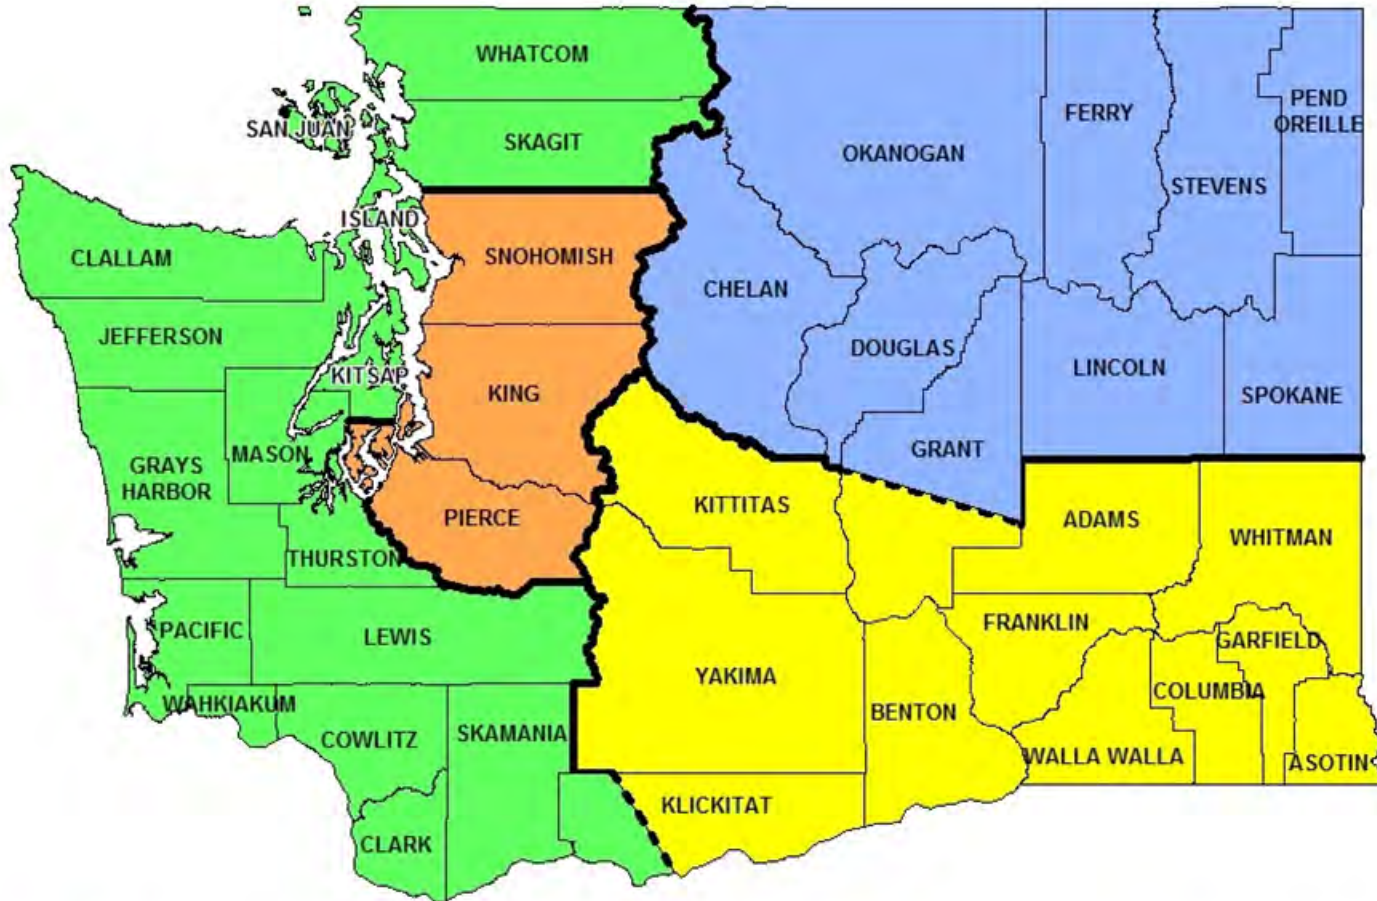 WHATCOM
SAN JUAN
SKAGIT
OKANOGAN
FERRY
PEND
OREILLE
STEVENS
ISLAND
CLALLAM
SNOHOMISH
CHELAN
JEFFERSON
DOUGLAS
LINCOLN
KITSAP
KING
SPOKANE
GRAYS
HARBOR
MASON
GRANT
KITTITAS
PIERCE
ADAMS
WHITMAN
THURSTON
PACIFIC
LEWIS
FRANKLIN
GARFIELD
YAKIMA
COLUMBIA
WAHKIAKUM
BENTON
COWLITZ
SKAMANIA
WALLA WALLA
ASOTIN
KLICKITAT
CLARK